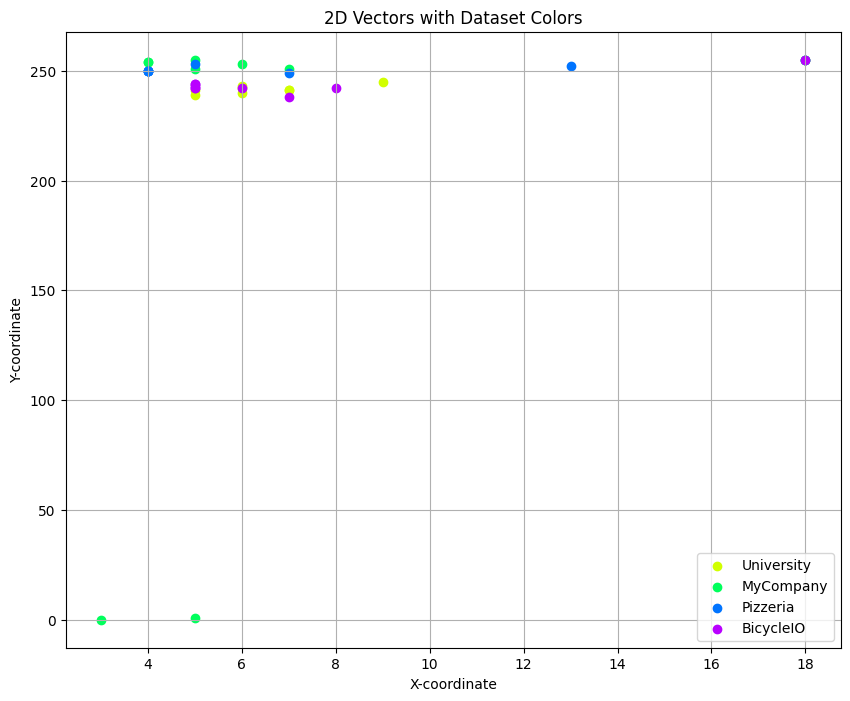 2D Vectors with Dataset Colors
250
200
150
100
50
0
Y-coordinate
4 6 8 10 12 14 16 18
X-coordinate
University
MyCompany
Pizzeria
BicycleIO